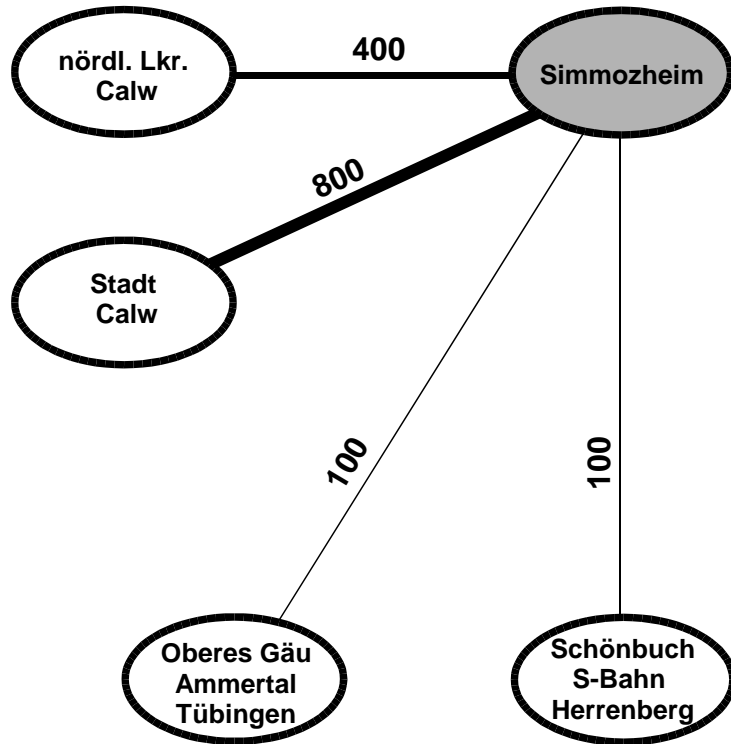 nördl. Lkr.
Calw
400
Simmozheim
800
Stadt
Calw
100
100
Oberes Gäu
Ammertal
Tübingen
Schönbuch
S-Bahn
Herrenberg